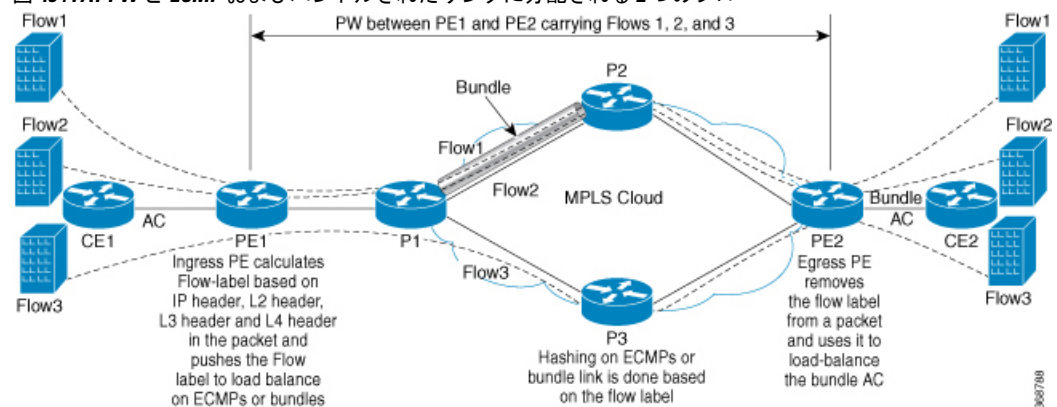 PW between PE1 and PE2 carrying Flows 1, 2, and 3
Flow1
Flow1
P2
Bundle
Flow2
Flow1
Flow2
Flow2
MPLS Cloud
Bundle
AC
AC
CE1
PE1
P1
PE2
CE2
Flow3
Flow3
Flow3
Ingress PE calculates
Flow-label based on
IP header, L2 header,
L3 header and L4 header
in the packet and
pushes the Flow
label to load balance
on ECMPs or bundles
P3
Hashing on ECMPs or
bundle link is done based
on the flow label
Egress PE
removes
the flow label
from a packet
and uses it to
load-balance
the bundle AC
368788